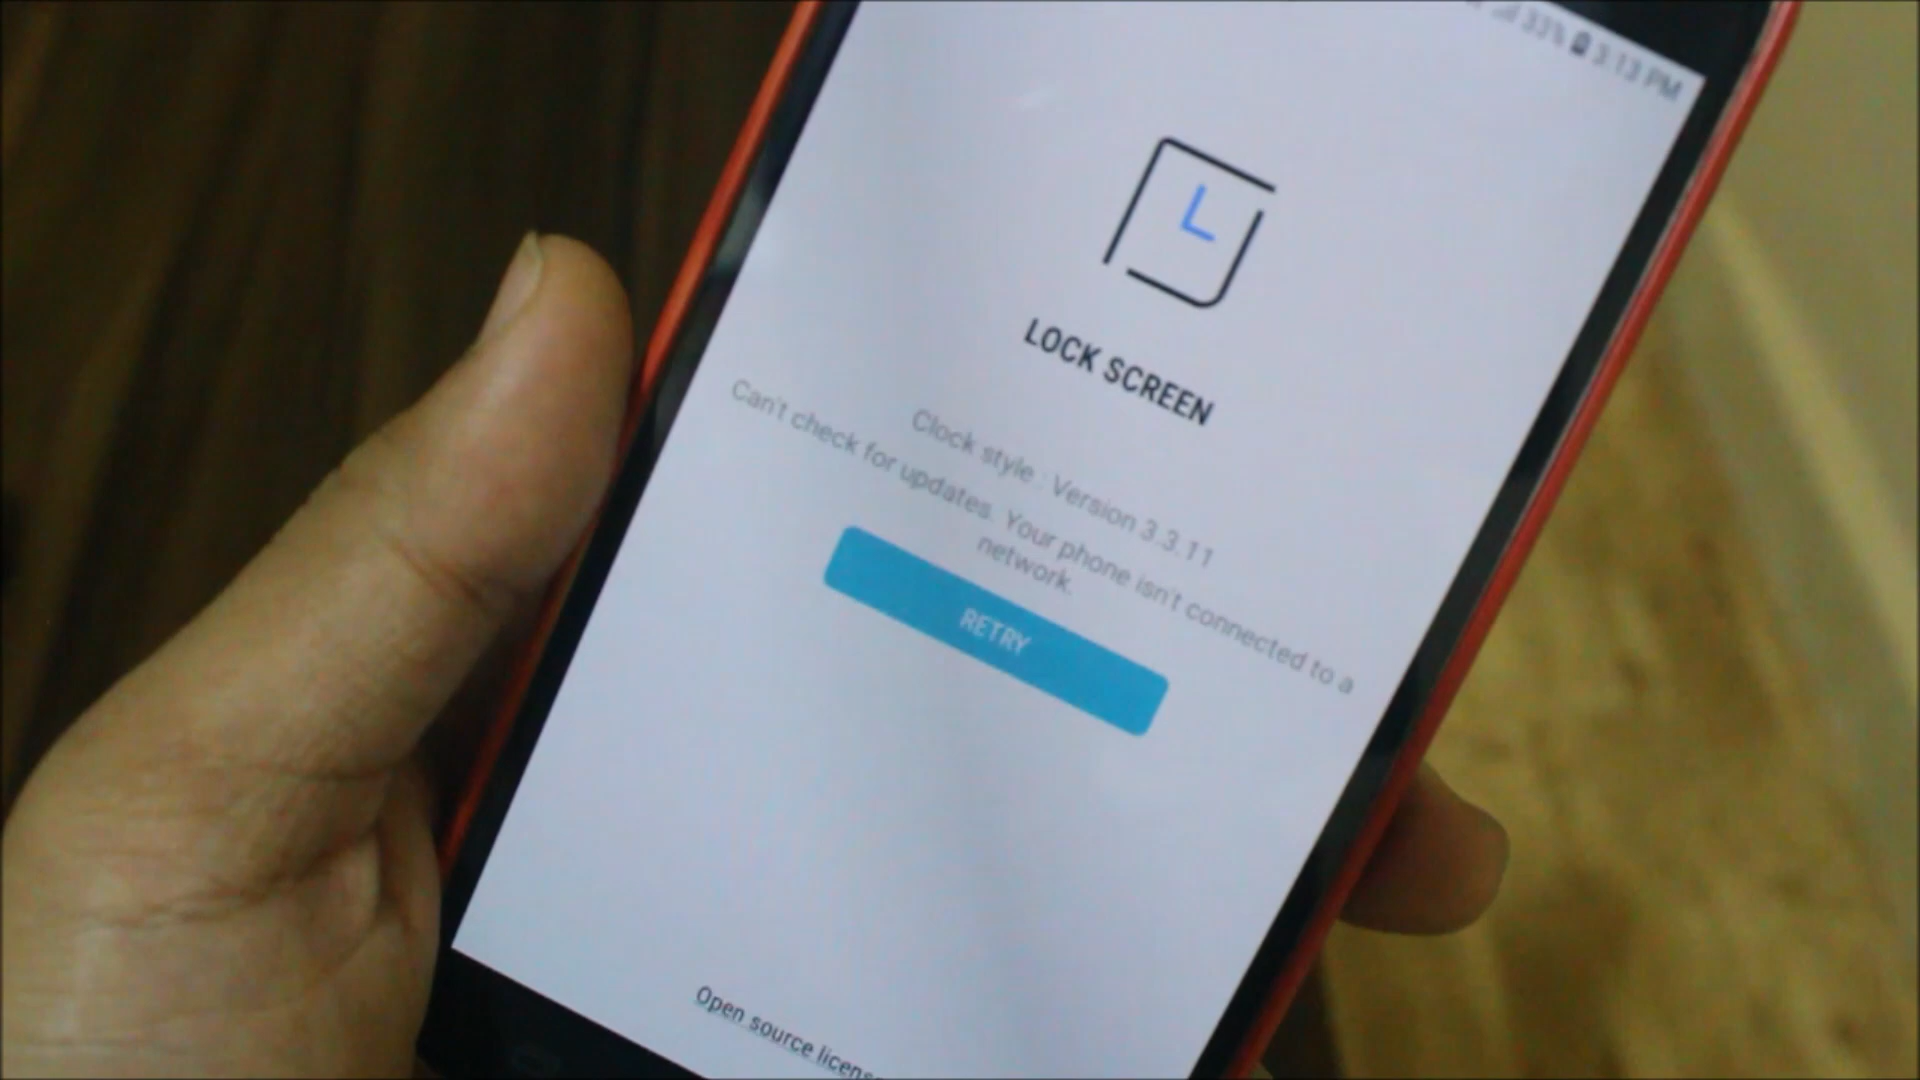 33% 3:13 PM
LOCK SCREEN
Clock style : Version 3.3.11
Can't check for updates. Your phone isn't connected to a
network.
RETRY
Open source license